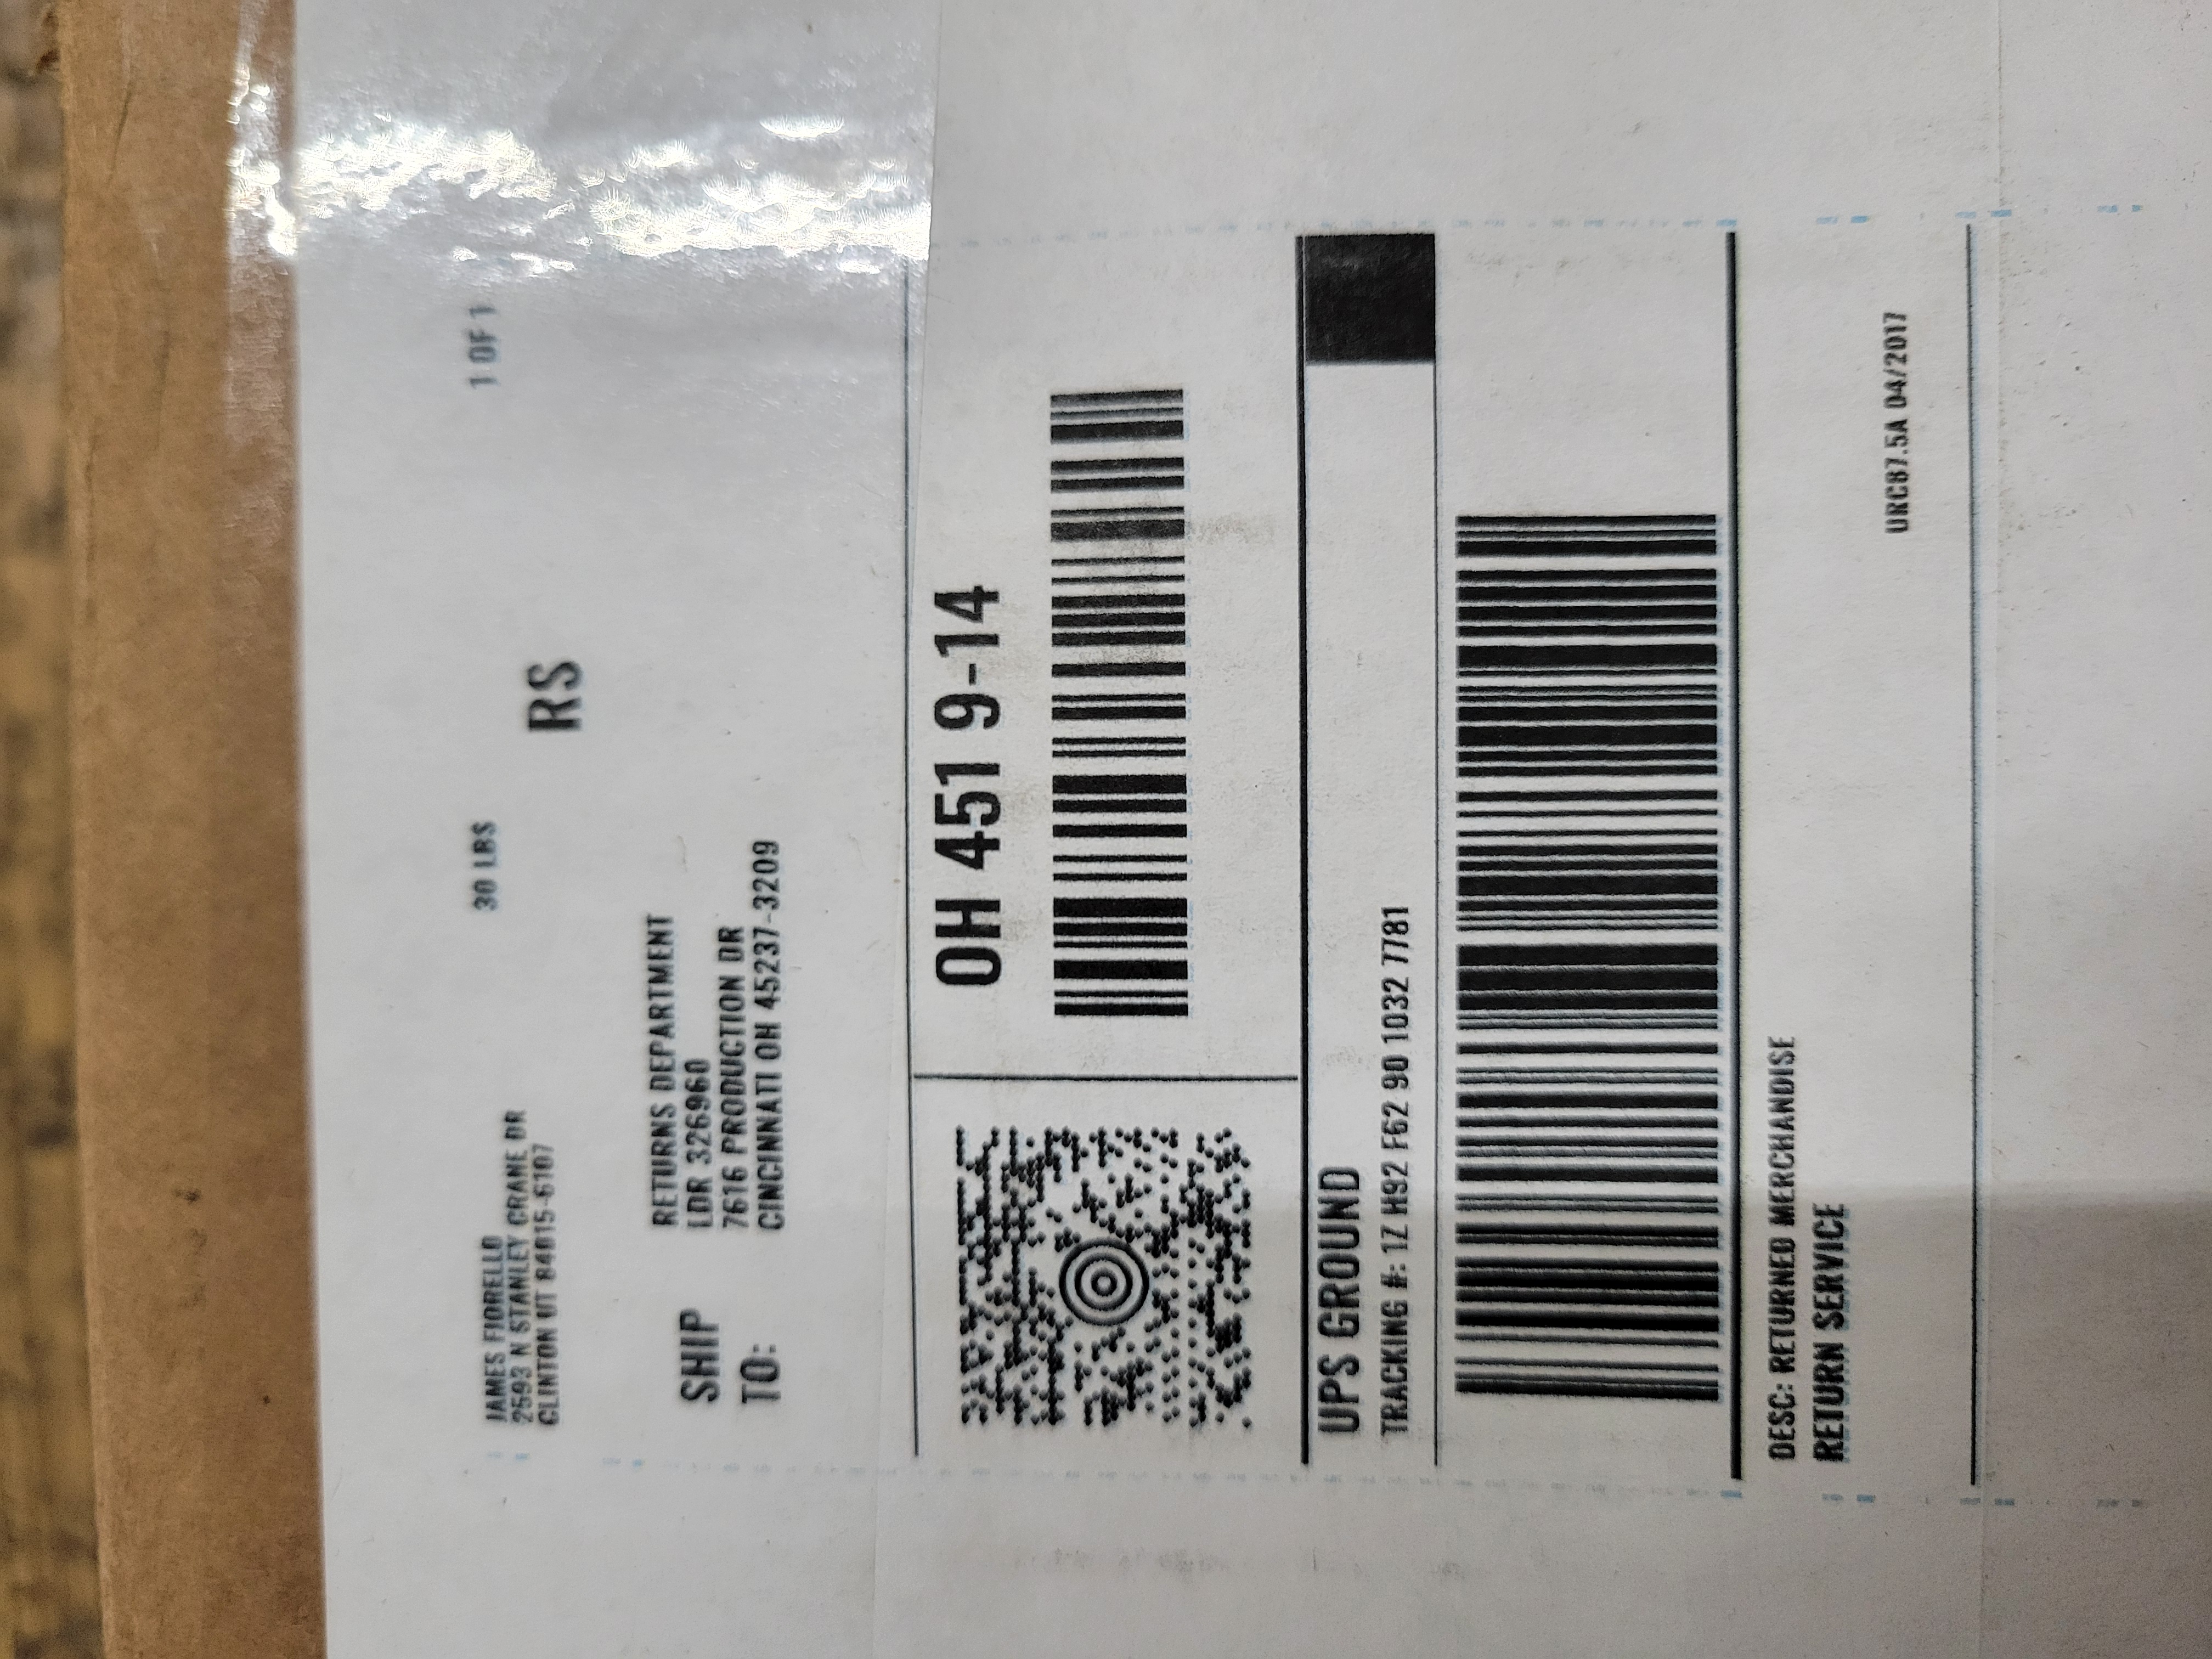 JAMES FIORELLO
2593 N STANLEY CRANE DR
CLINTON UT 84015-6107
30 LBS
1 OF 1
RS
SHIP
TO:
RETURNS DEPARTMENT
LDR 326960
7616 PRODUCTION DR
CINCINNATI OH 45237-3209
OH 451 9-14
UPS GROUND
TRACKING #: 1Z H92 F62 90 1032 7781
DESC: RETURNED MERCHANDISE
RETURN SERVICE
URC87.5A 04/2017